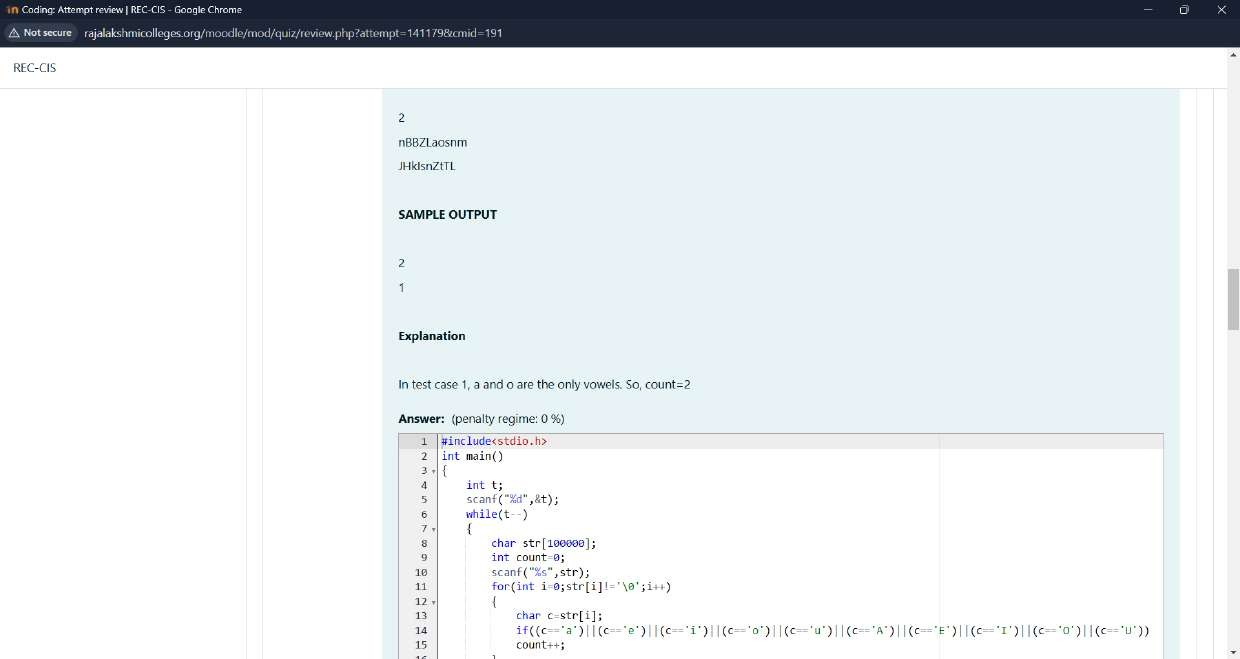 Coding: Attempt review | REC-CIS - Google Chrome
Not secure rajalakshmicolleges.org/moodle/mod/quiz/review.php?attempt=141179&cmid=191
REC-CIS
2
nBBZLaosnm
JHkIsnZtTL
SAMPLE OUTPUT
2
1
Explanation
In test case 1, a and o are the only vowels. So, count=2
Answer: (penalty regime: 0 %)
1 #include<stdio.h>
2 int main()
3 {
4 int t;
5 scanf("%d",&t);
6 while(t--)
7 {
8 char str[100000];
9 int count=0;
10 scanf("%s",str);
11 for(int i=0;str[i]!='\0';i++)
12 {
13 char c=str[i];
14 if((c=='a')||(c=='e')||(c=='i')||(c=='o')||(c=='u')||(c=='A')||(c=='E')||(c=='I')||(c=='O')||(c=='U'))
15 count++;
16 }